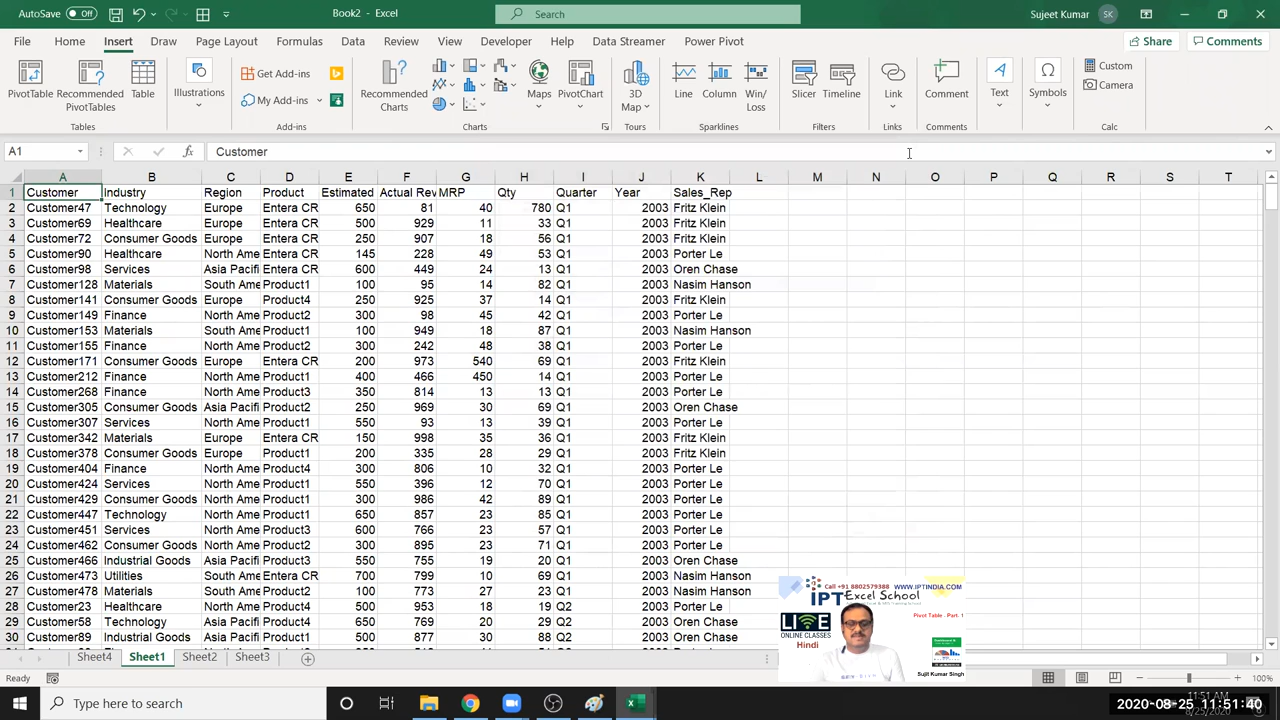 AutoSave Off Book2 - Excel Search Sujeet Kumar SK
File Home Insert Draw Page Layout Formulas Data Review View Developer Help Data Streamer Power Pivot Share Comments
PivotTable Recommended PivotTables Table Illustrations Get Add-ins My Add-ins Recommended Charts Maps PivotChart 3D Map Line Column Win/Loss Slicer Timeline Link Comment Text Symbols Custom Camera
Tables Add-ins Charts Tours Sparklines Filters Links Comments Calc
A1 fx Customer
A B C D E F G H I J K L M N O P Q R S T
1 Customer Industry Region Product Estimated Actual Rev MRP Qty Quarter Year Sales_Rep
2 Customer47 Technology Europe Entera CR 650 81 40 780 Q1 2003 Fritz Klein
3 Customer69 Healthcare Europe Entera CR 500 929 11 33 Q1 2003 Fritz Klein
4 Customer72 Consumer Goods Europe Entera CR 250 907 18 56 Q1 2003 Fritz Klein
5 Customer90 Healthcare North Ame Entera CR 145 228 49 53 Q1 2003 Porter Le
6 Customer98 Services Asia Pacifi Entera CR 600 449 24 13 Q1 2003 Oren Chase
7 Customer128 Materials South Ame Product1 100 95 14 82 Q1 2003 Nasim Hanson
8 Customer141 Consumer Goods Europe Product4 250 925 37 14 Q1 2003 Fritz Klein
9 Customer149 Finance North Ame Product2 300 98 45 42 Q1 2003 Porter Le
10 Customer153 Materials South Ame Product1 100 949 18 87 Q1 2003 Nasim Hanson
11 Customer155 Finance North Ame Product2 300 242 48 38 Q1 2003 Porter Le
12 Customer171 Consumer Goods Europe Entera CR 200 973 540 69 Q1 2003 Fritz Klein
13 Customer212 Finance North Ame Product1 400 466 450 14 Q1 2003 Porter Le
14 Customer268 Finance North Ame Product3 350 814 13 13 Q1 2003 Porter Le
15 Customer305 Consumer Goods Asia Pacifi Product2 250 969 30 69 Q1 2003 Oren Chase
16 Customer307 Services North Ame Product1 550 93 13 39 Q1 2003 Porter Le
17 Customer342 Materials Europe Entera CR 150 998 35 36 Q1 2003 Fritz Klein
18 Customer378 Consumer Goods Europe Product1 200 335 28 29 Q1 2003 Fritz Klein
19 Customer404 Finance North Ame Product4 300 806 10 32 Q1 2003 Porter Le
20 Customer424 Services North Ame Product1 550 396 12 70 Q1 2003 Porter Le
21 Customer429 Consumer Goods North Ame Product1 300 986 42 89 Q1 2003 Porter Le
22 Customer447 Technology North Ame Product1 650 857 23 85 Q1 2003 Porter Le
23 Customer451 Services North Ame Product3 600 766 23 57 Q1 2003 Porter Le
24 Customer462 Consumer Goods North Ame Product2 300 895 23 71 Q1 2003 Porter Le
25 Customer466 Industrial Goods Asia Pacifi Product3 550 755 19 20 Q1 2003 Oren Chase
26 Customer473 Utilities South Ame Entera CR 700 799 10 69 Q1 2003 Nasim Hanson
27 Customer478 Materials South Ame Product2 100 773 27 23 Q1 2003 Nasim Hanson
28 Customer23 Healthcare North Ame Product4 500 953 18 19 Q2 2003 Porter Le
29 Customer58 Technology Asia Pacifi Product4 650 769 20 29 Q2 2003 Oren Chase
30 Customer89 Industrial Goods North Ame Product1 500 877 30 88 Q2 2003 Oren Chase
Call +91 8802579388 WWW.IPTINDIA.COM
IPT Excel School
Pivot Table - Part. 1
LIVE
ONLINE CLASSES
Hindi
Sujit Kumar Singh
Sheet4 Sheet1 Sheet2
Ready 100%
Type here to search 11:51 AM
2020-08-25 11:51:40
8/25/2020